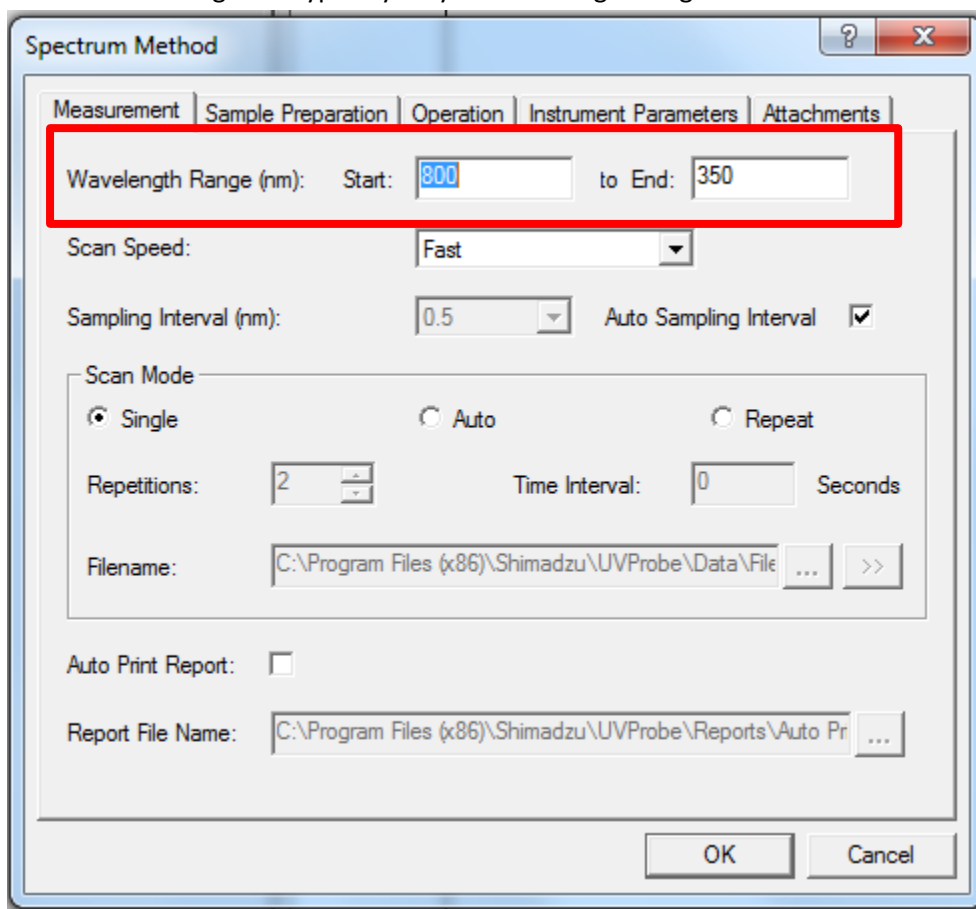 Spectrum Method
Measurement Sample Preparation Operation Instrument Parameters Attachments
Wavelength Range (nm): Start: 800 to End: 350
Scan Speed: Fast
Sampling Interval (nm): 0.5 Auto Sampling Interval
Scan Mode
Single Auto Repeat
Repetitions: 2 Time Interval: 0 Seconds
Filename: C:\Program Files (x86)\Shimadzu\UVProbe\Data\File ... >>
Auto Print Report:
Report File Name: C:\Program Files (x86)\Shimadzu\UVProbe\Reports\Auto Pr ...
OK Cancel